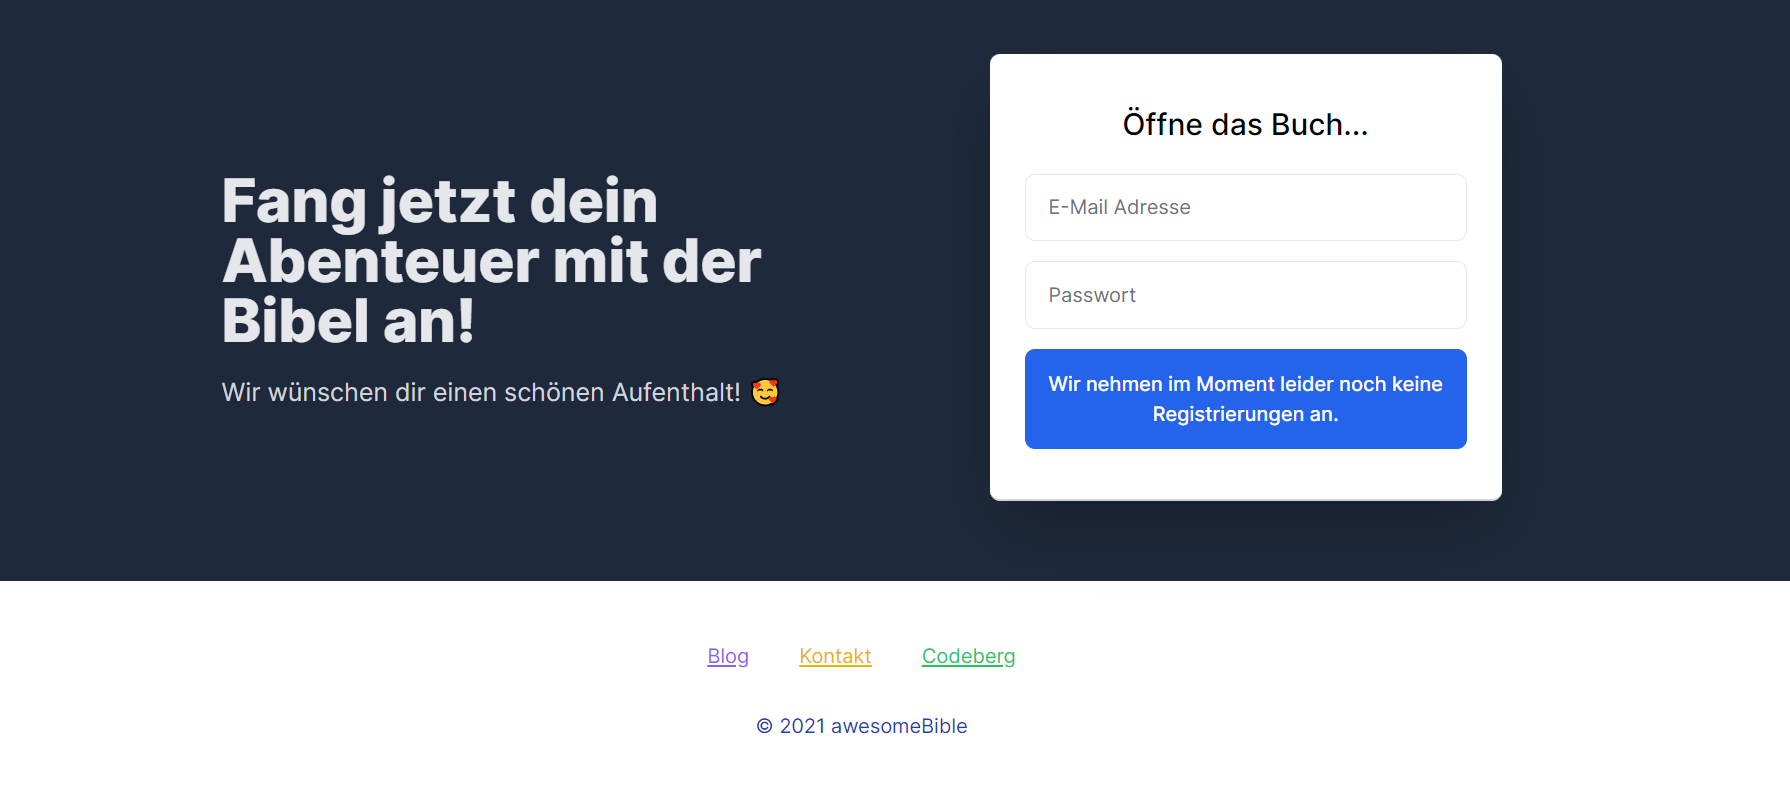 Fang jetzt dein
Abenteuer mit der
Bibel an!
Wir wünschen dir einen schönen Aufenthalt! 🥰
Öffne das Buch...
E-Mail Adresse
Passwort
Wir nehmen im Moment leider noch keine
Registrierungen an.
Blog Kontakt Codeberg
© 2021 awesomeBible